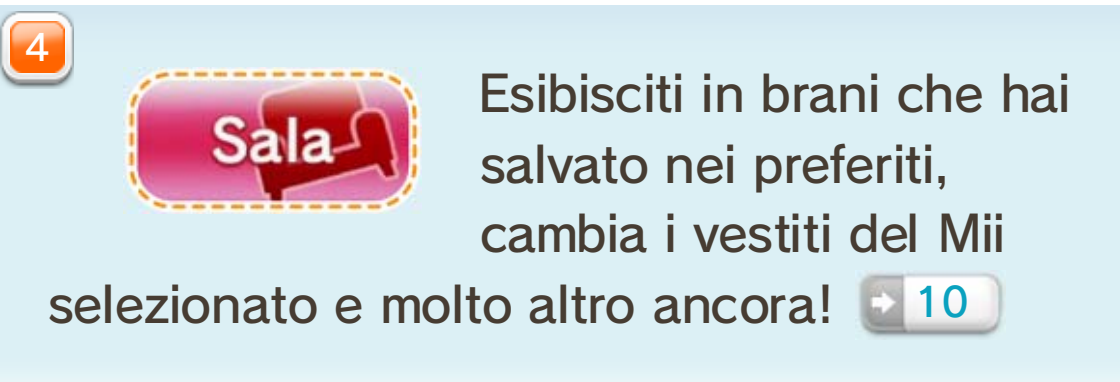 4
Sala
Esibisciti in brani che hai
salvato nei preferiti,
cambia i vestiti del Mii
selezionato e molto altro ancora! 10